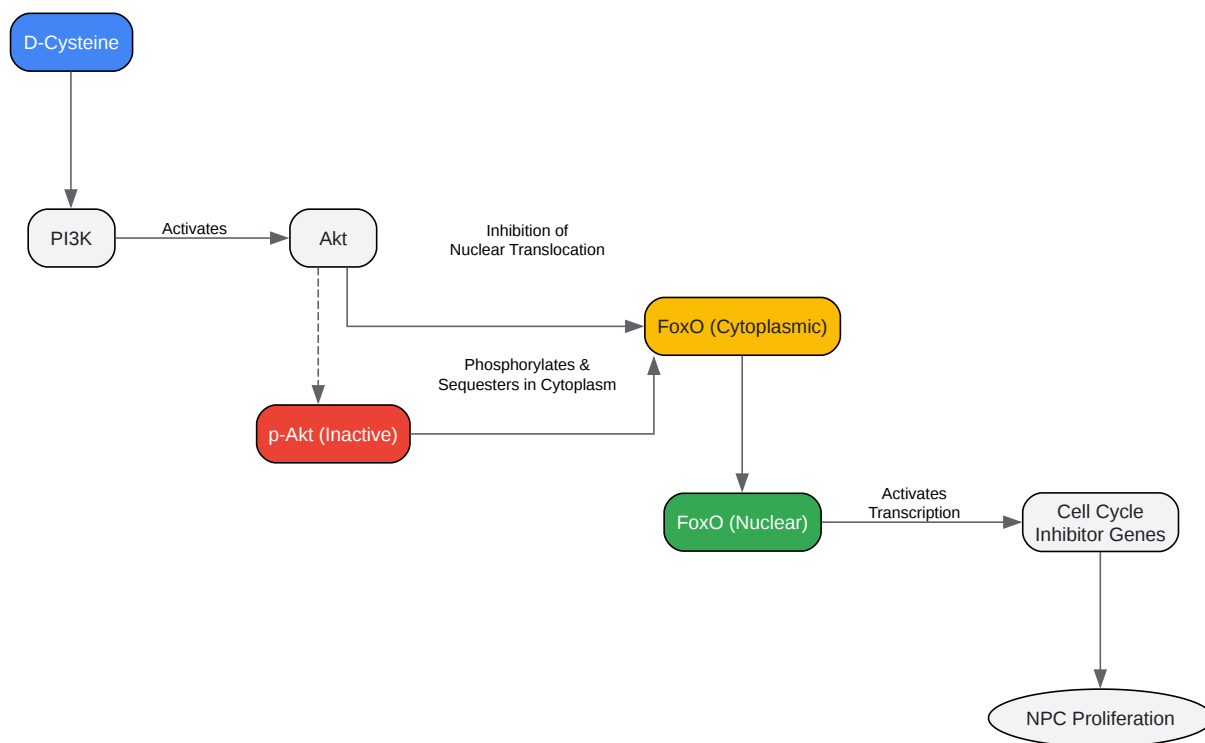 D-Cysteine
PI3K
Activates
Akt
Inhibition of
Nuclear Translocation
FoxO (Cytoplasmic)
Phosphorylates &
Sequesters in Cytoplasm
p-Akt (Inactive)
FoxO (Nuclear)
Activates
Transcription
Cell Cycle
Inhibitor Genes
NPC Proliferation